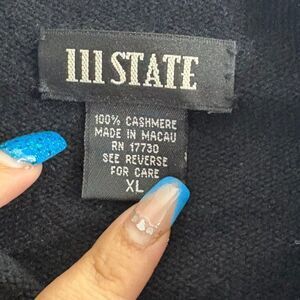 111 STATE
100% CASHMERE
MADE IN MACAU
RN 17730
SEE REVERSE
FOR CARE
XL